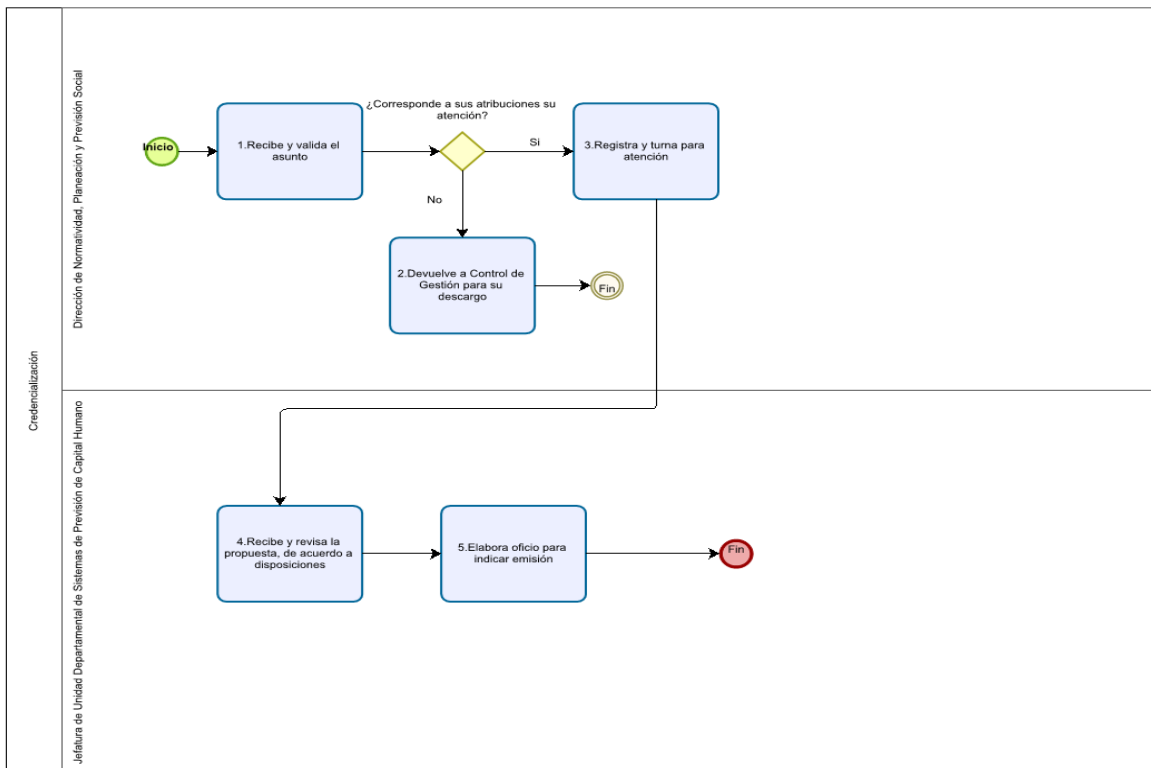 Credencialización
Dirección de Normatividad, Planeación y Previsión Social
Inicio
1.Recibe y valida el
asunto
¿Corresponde a sus atribuciones su
atención?
Si
3.Registra y turna para
atención
No
2.Devuelve a Control de
Gestión para su
descargo
Fin
Jefatura de Unidad Departamental de Sistemas de Previsión de Capital Humano
4.Recibe y revisa la
propuesta, de acuerdo a
disposiciones
5.Elabora oficio para
indicar emisión
Fin